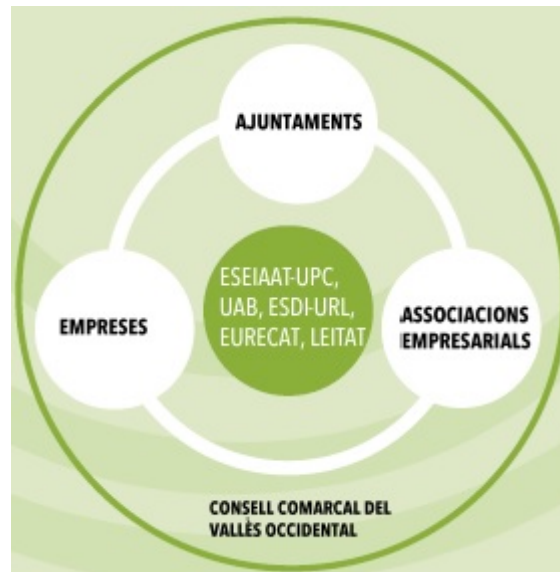 AJUNTAMENTS
ESEIAAT-UPC,
UAB, ESDI-URL,
EURECAT, LEITAT
EMPRESES
ASSOCIACIONS
EMPRESARIALS
CONSELL COMARCAL DEL
VALLÈS OCCIDENTAL